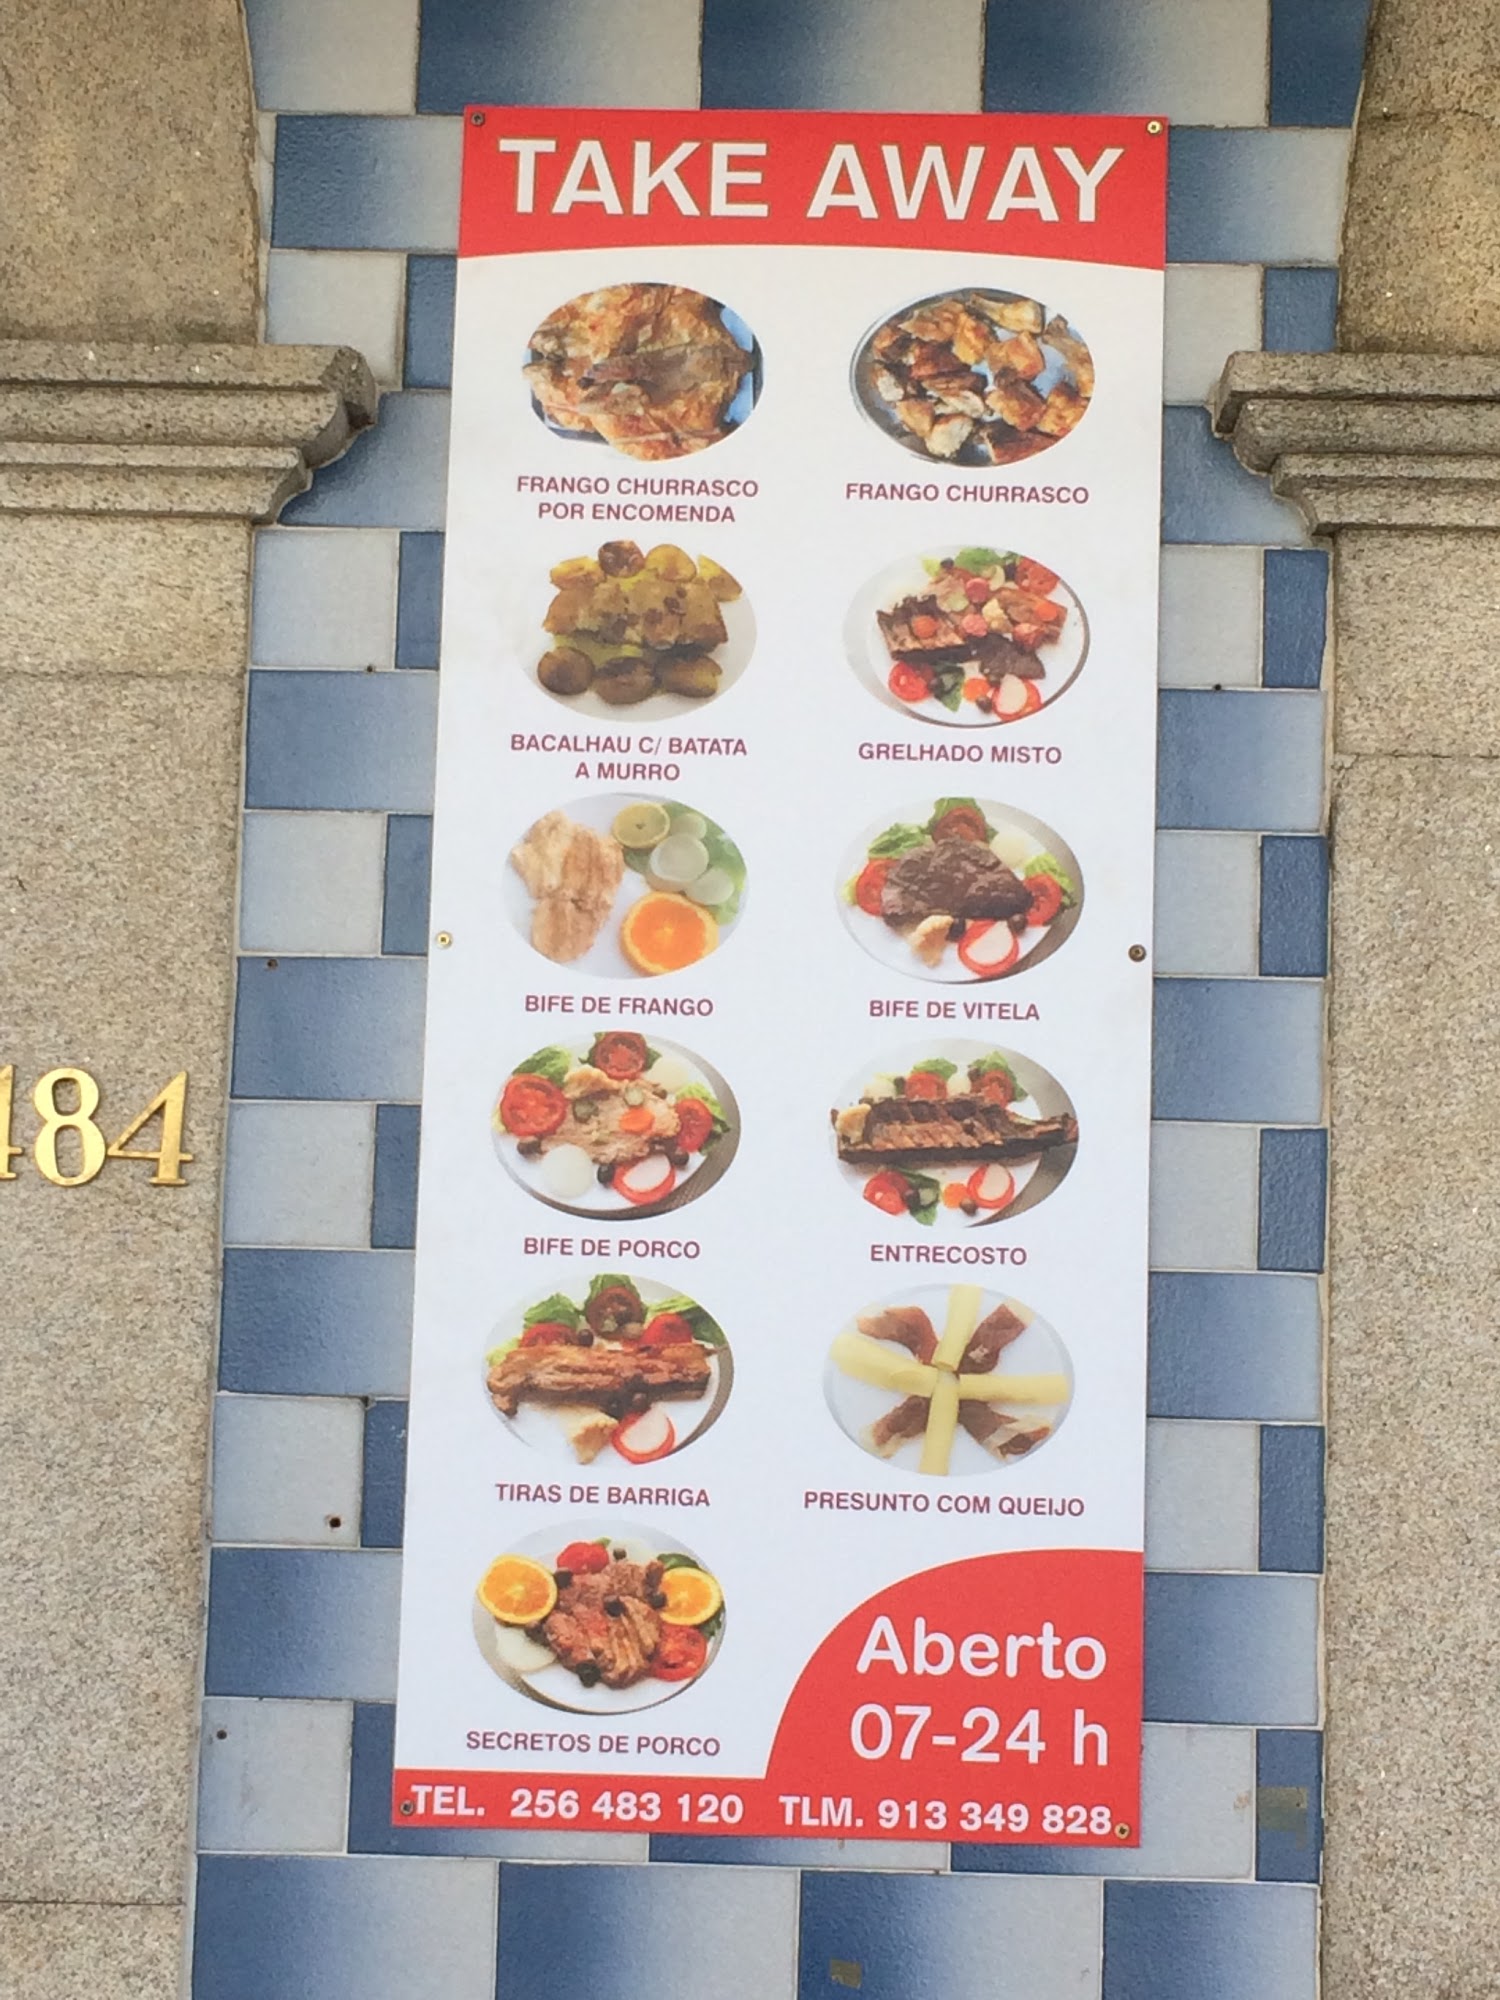 TAKE AWAY
FRANGO CHURRASCO
POR ENCOMENDA
FRANGO CHURRASCO
BACALHAU C/ BATATA
A MURRO
GRELHADO MISTO
BIFE DE FRANGO
BIFE DE VITELA
BIFE DE PORCO
ENTRECOSTO
TIRAS DE BARRIGA
PRESUNTO COM QUEIJO
SECRETOS DE PORCO
Aberto
07-24 h
TEL. 256 483 120 TLM. 913 349 828